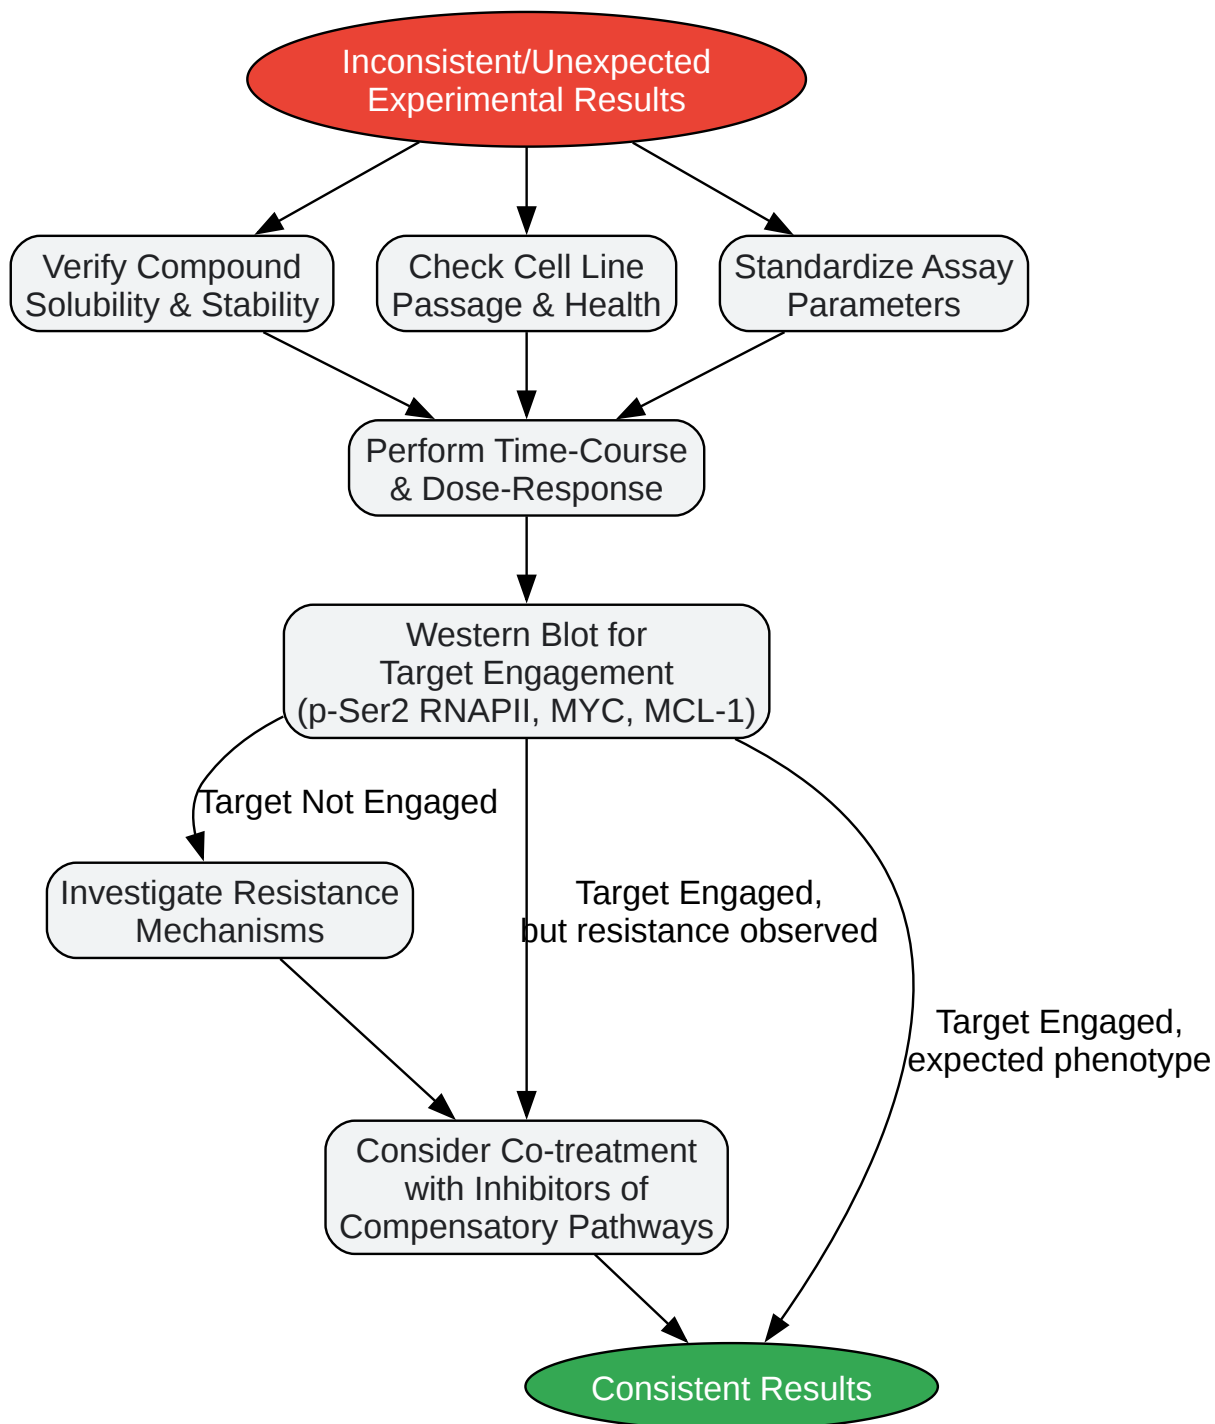 Inconsistent/Unexpected
Experimental Results
Verify Compound
Solubility & Stability
Check Cell Line
Passage & Health
Standardize Assay
Parameters
Perform Time-Course
& Dose-Response
Western Blot for
Target Engagement
(p-Ser2 RNAPII, MYC, MCL-1)
Target Not Engaged
Investigate Resistance
Mechanisms
Target Engaged,
but resistance observed
Target Engaged,
expected phenotype
Consider Co-treatment
with Inhibitors of
Compensatory Pathways
Consistent Results